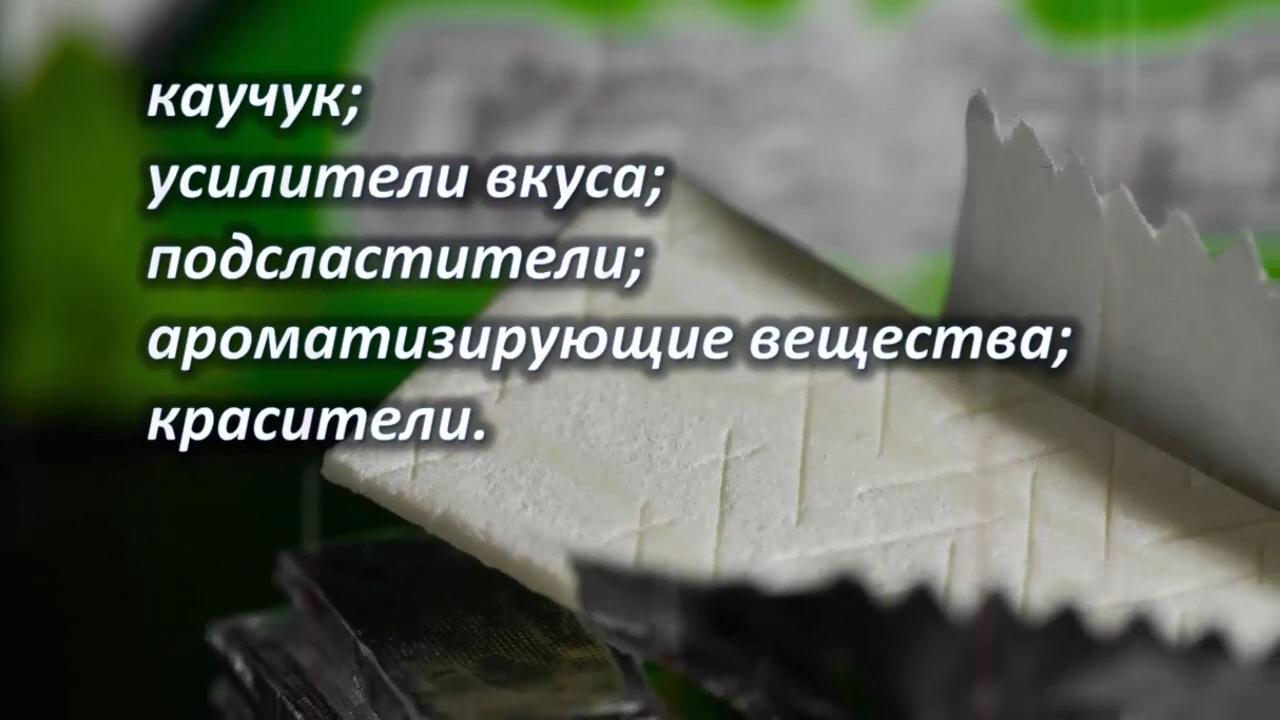 каучук;
усилители вкуса;
подсластители;
ароматизирующие вещества;
красители.